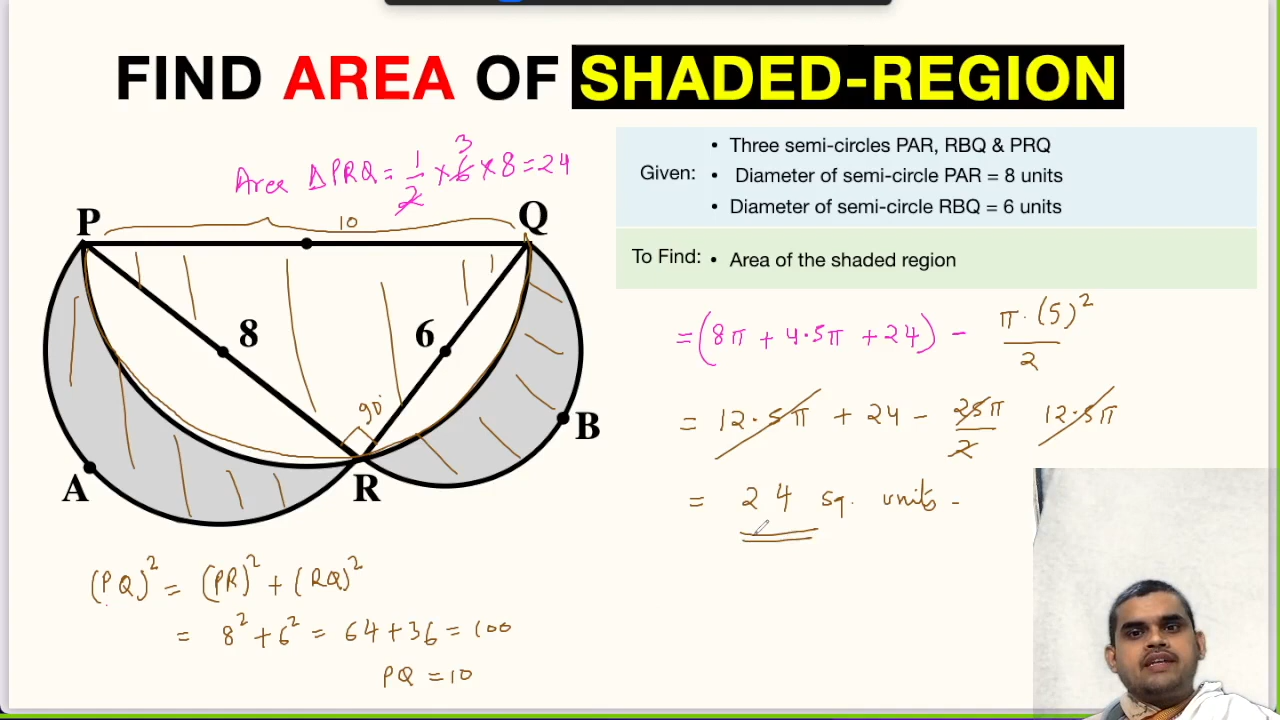 FIND AREA OF SHADED-REGION
Area ΔPRQ = 1/2 × 6 × 8 = 24
3
Given:
• Three semi-circles PAR, RBQ & PRQ
• Diameter of semi-circle PAR = 8 units
• Diameter of semi-circle RBQ = 6 units
To Find: • Area of the shaded region
P
10
Q
8
6
90°
A
R
B
= (8π + 4.5π + 24) - π.(5)²/2
= 12.5π + 24 - 25π/2 12.5π
= 24 sq. units -
(PQ)² = (PR)² + (RQ)²
= 8² + 6² = 64 + 36 = 100
PQ = 10